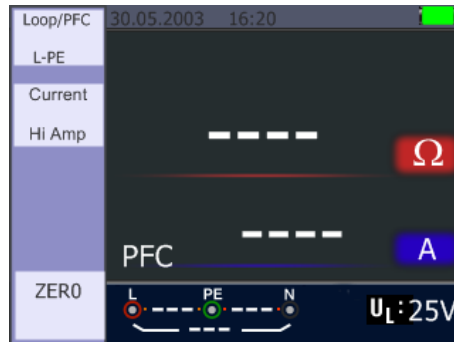 Loop/PFC 30.05.2003 16:20
L-PE
Current
Hi Amp
---- Ω
----
PFC A
ZER0
L PE N
--- ---
---
UL:25V